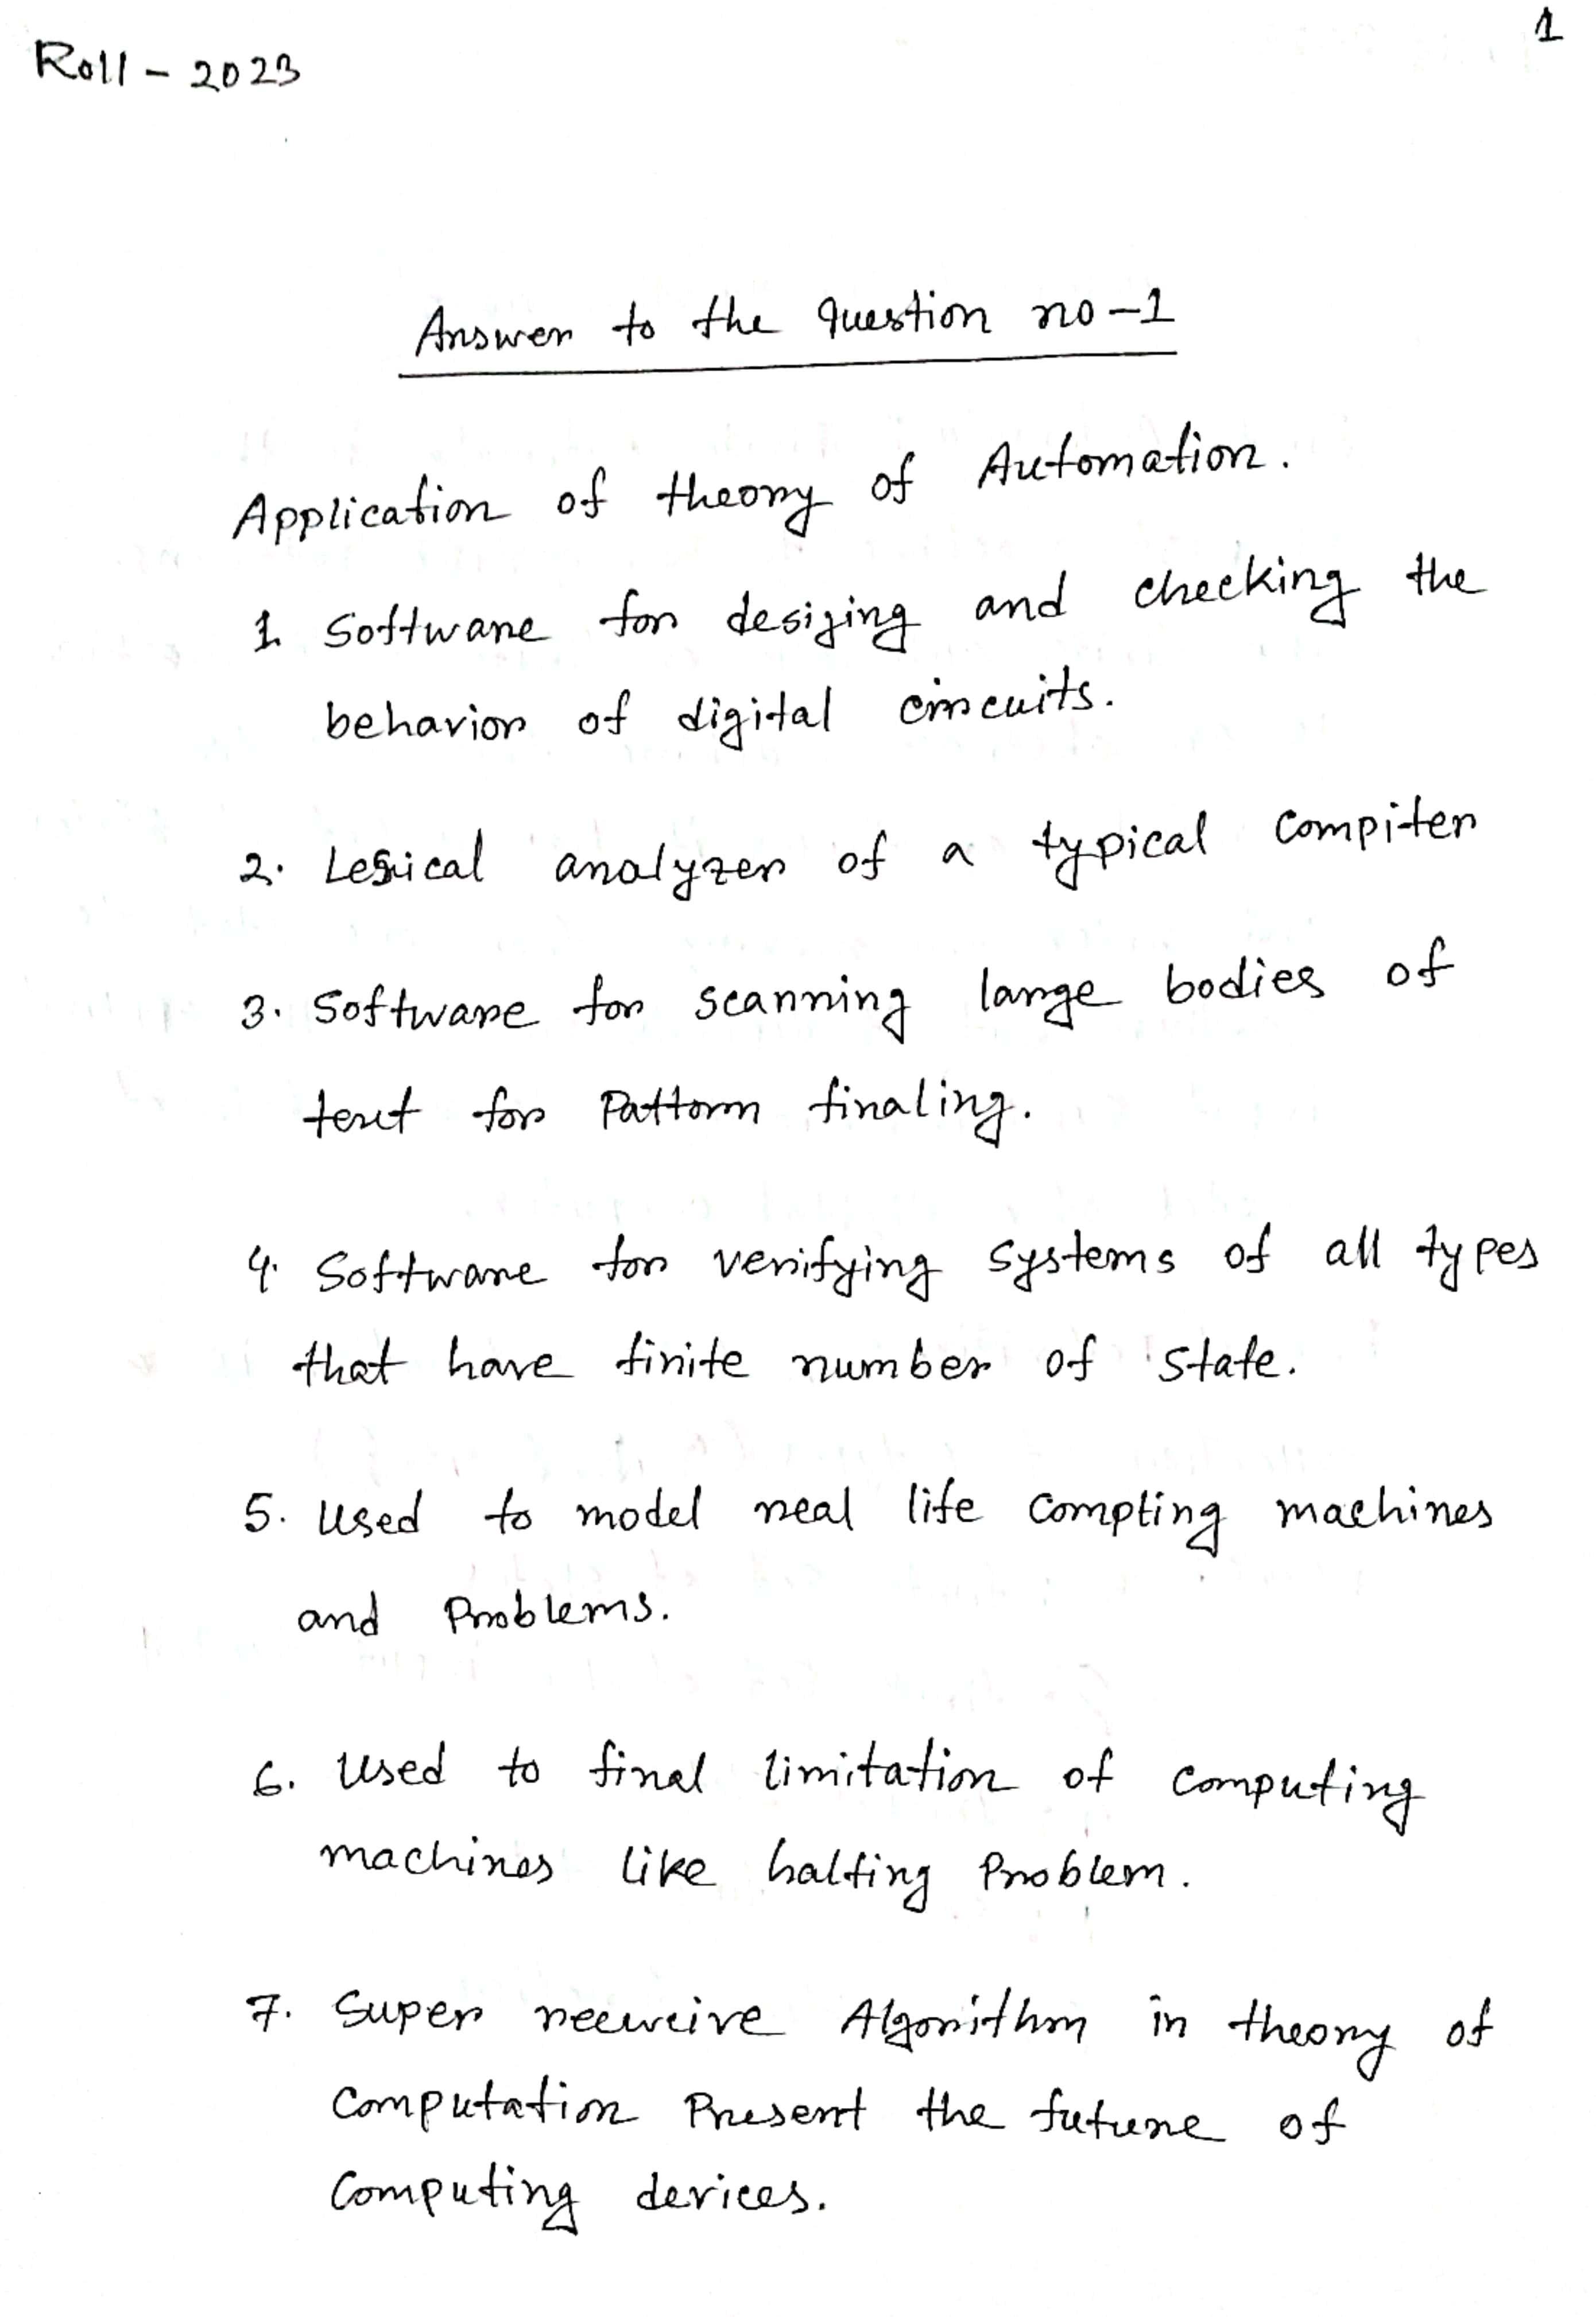 1
Roll - 2023
Answer to the Question no-1
Application of theory of Automation.
1. Software for desiging and checking the
behavior of digital circuits.
2. Lexical analyzer of a typical Compiter
3. Software for scanning large bodies of
text for Pattorn finaling.
4. Software for verifying systems of all types
that have finite number of state.
5. Used to model real life Compting machines
and Problems.
6. Used to final limitation of Computing
machines like halting Problem.
7. Super Algorithm in theory of
Computation Present the future of
Computing devices.